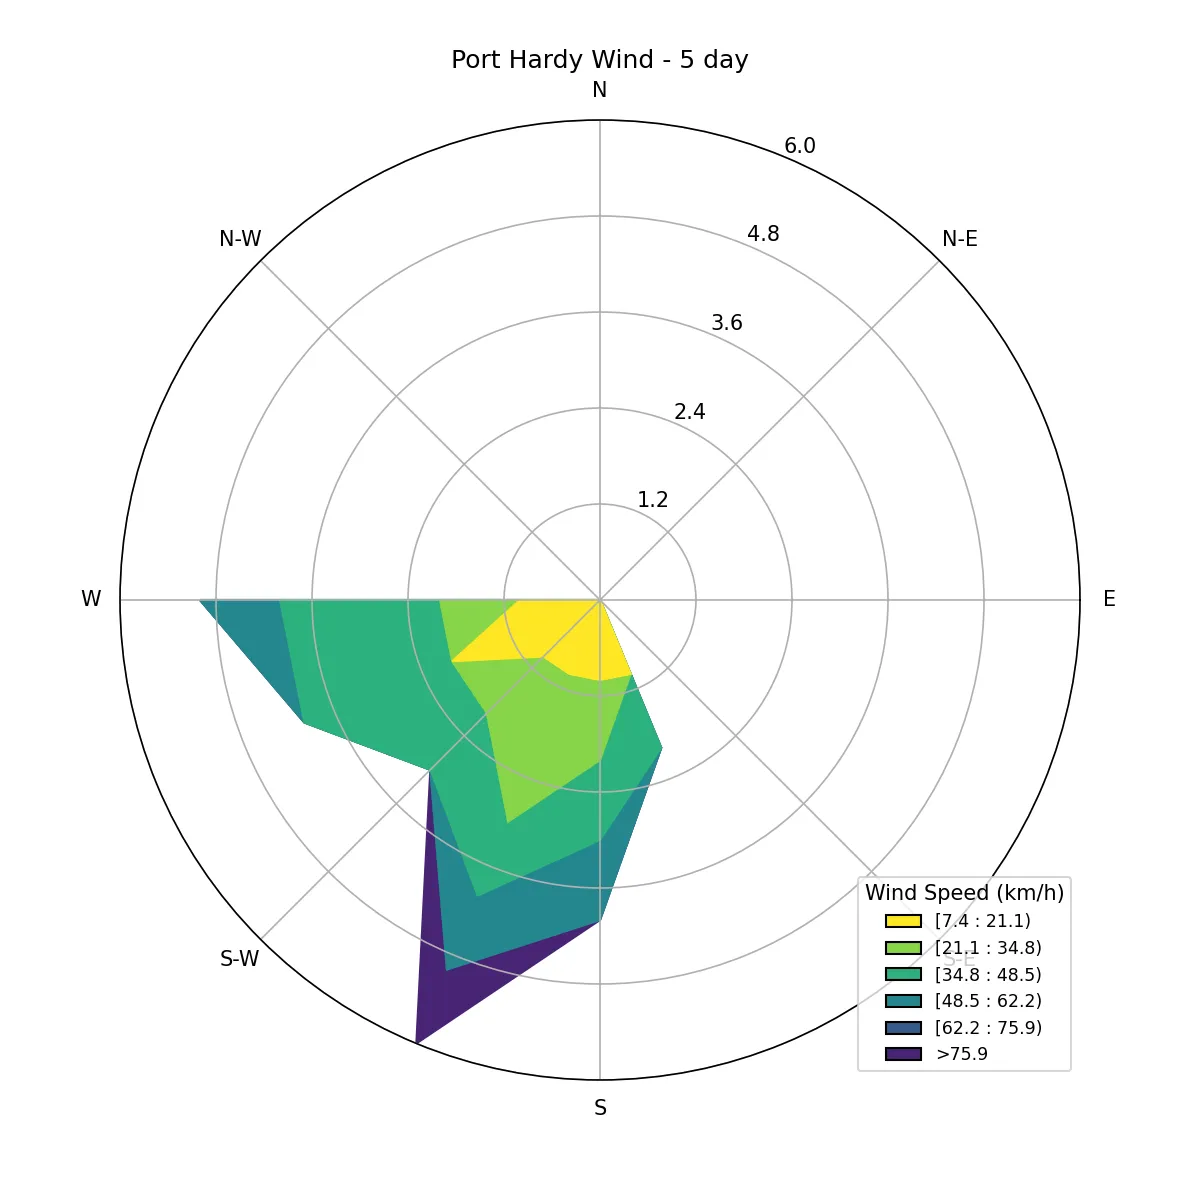 Port Hardy Wind - 5 day
N
6.0
N-W
N-E
4.8
3.6
2.4
1.2
W
E
Wind Speed (km/h)
[7.4 : 21.1)
[21.1 : 34.8)
S-W
S-E
[34.8 : 48.5)
[48.5 : 62.2)
[62.2 : 75.9)
>75.9
S